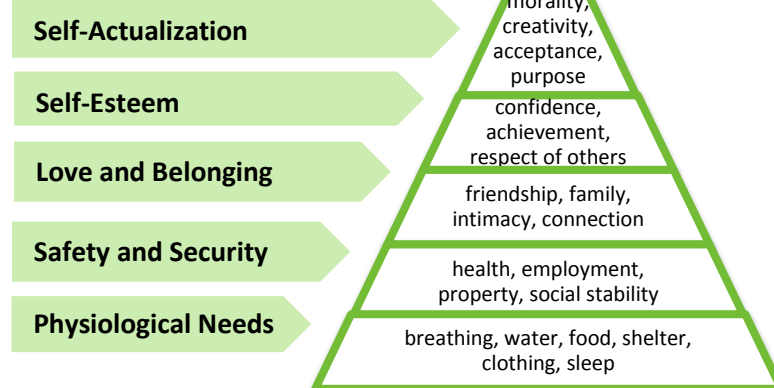 Self-Actualization
morality,
creativity,
acceptance,
purpose
Self-Esteem
confidence,
achievement,
respect of others
Love and Belonging
friendship, family,
intimacy, connection
Safety and Security
health, employment,
property, social stability
Physiological Needs
breathing, water, food, shelter,
clothing, sleep